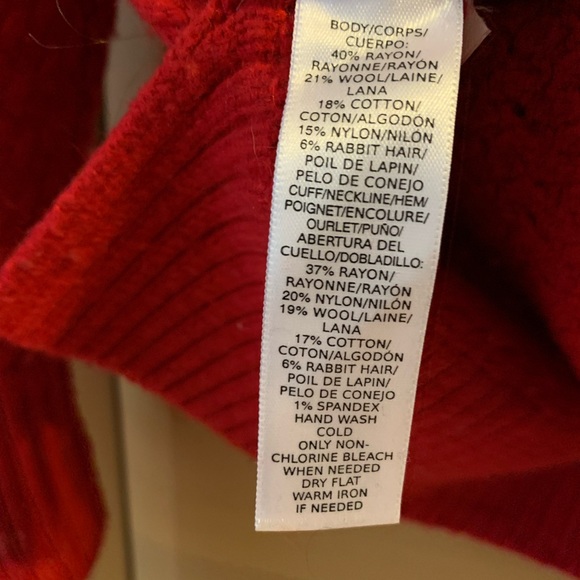 BODY/CORPS/
CUERPO:
40% RAYON/
RAYONNE/RAYÓN
21% WOOL/LAINE/
LANA
18% COTTON/
COTON/ALGODÓN
15% NYLON/NILÓN
6% RABBIT HAIR/
POIL DE LAPIN/
PELO DE CONEJO
CUFF/NECKLINE/HEM/
POIGNET/ENCOLURE/
OURLET/PUÑO/
ABERTURA DEL
CUELLO/DOBLADILLO:
37% RAYON/
RAYONNE/RAYÓN
20% NYLON/NILÓN
19% WOOL/LAINE/
LANA
17% COTTON/
COTON/ALGODÓN
6% RABBIT HAIR/
POIL DE LAPIN/
PELO DE CONEJO
1% SPANDEX
HAND WASH
COLD
ONLY NON-
CHLORINE BLEACH
WHEN NEEDED
DRY FLAT
WARM IRON
IF NEEDED